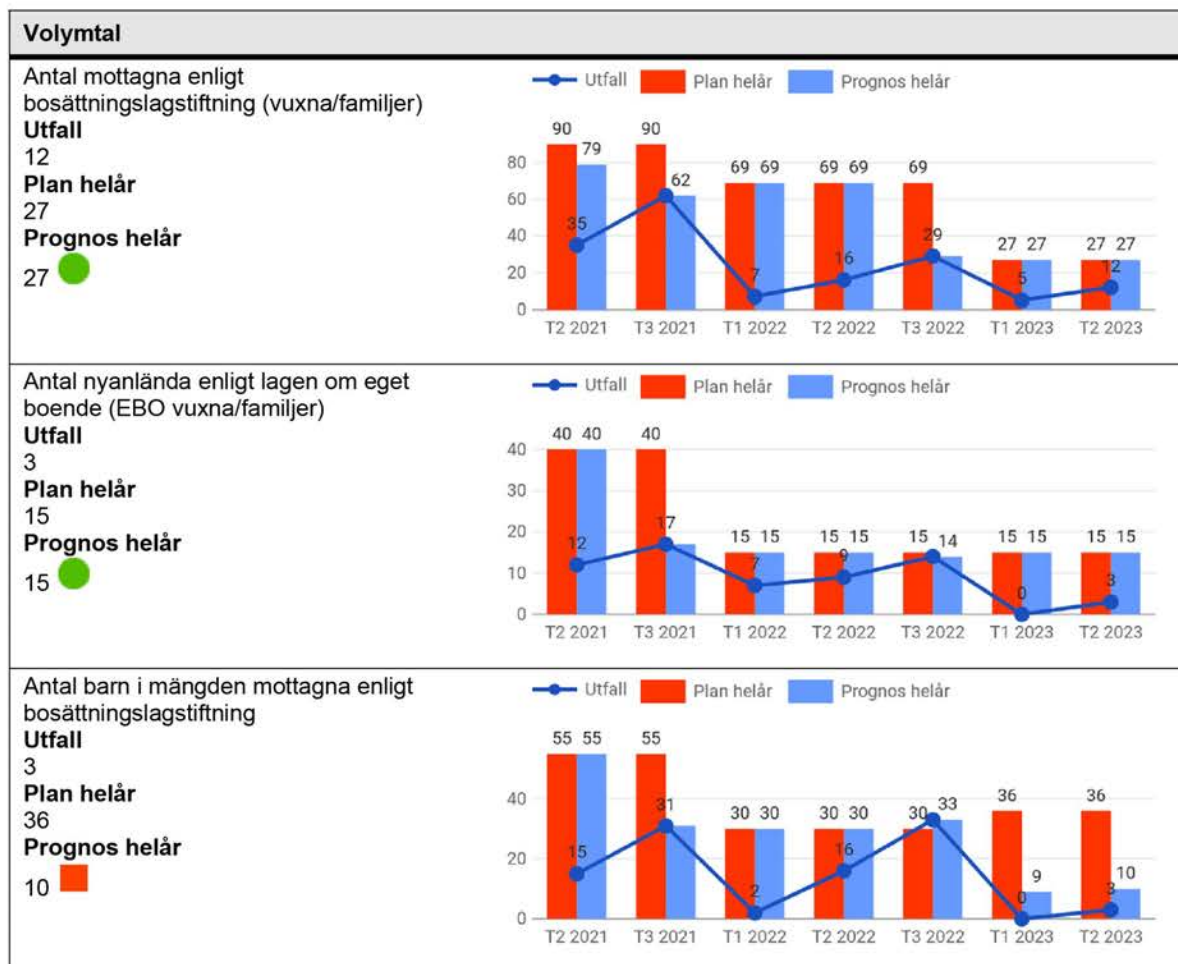 Volymtal
Antal mottagna enligt
bosättningslagstiftning (vuxna/familjer)
Utfall
12
Plan helår
27
Prognos helår
27
Utfall Plan helår Prognos helår
90 90
79
62
69 69 69 69 69
27 27 27 27
35
7
16
29
5
12
80
60
40
20
0
T2 2021 T3 2021 T1 2022 T2 2022 T3 2022 T1 2023 T2 2023
Antal nyanlända enligt lagen om eget
boende (EBO vuxna/familjer)
Utfall
3
Plan helår
15
Prognos helår
15
Utfall Plan helår Prognos helår
40 40 40
17
15 15 15 15 15 14 15 15 15 15
12
7
9
0
3
40
30
20
10
0
T2 2021 T3 2021 T1 2022 T2 2022 T3 2022 T1 2023 T2 2023
Antal barn i mängden mottagna enligt
bosättningslagstiftning
Utfall
3
Plan helår
36
Prognos helår
10
Utfall Plan helår Prognos helår
55 55 55
31
30 30 30 30 30 33
36 36
9 10
15
2
16
0
3
40
20
0
T2 2021 T3 2021 T1 2022 T2 2022 T3 2022 T1 2023 T2 2023